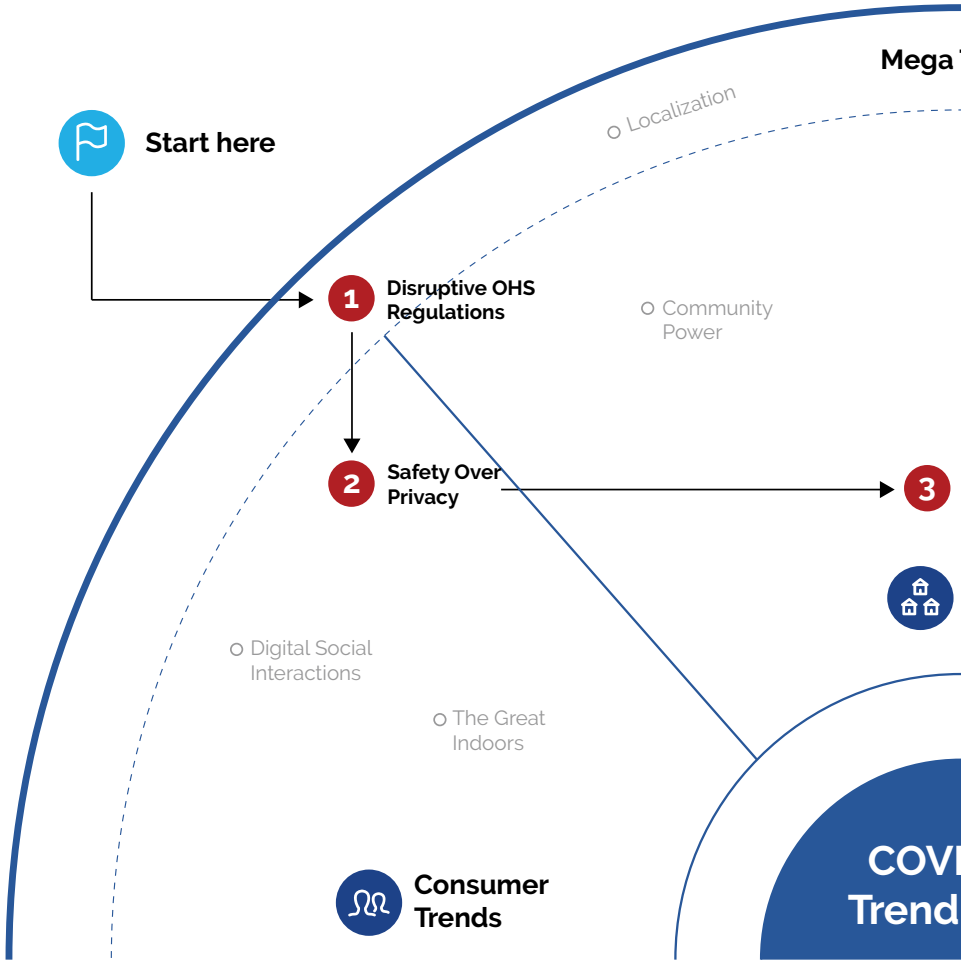 Mega
Localization
Start here
1
Disruptive OHS
Regulations
Community
Power
2
Safety Over
Privacy
3
Digital Social
Interactions
The Great
Indoors
Consumer
Trends
COVI
Trend